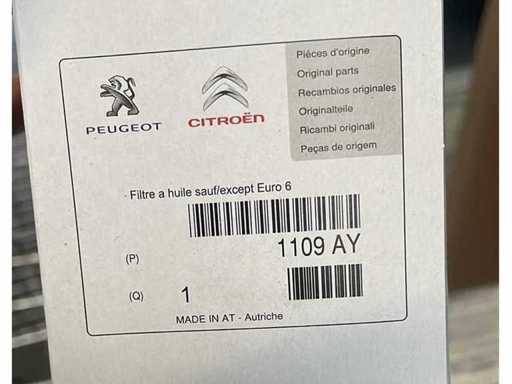 PEUGEOT
CITROËN
Piéces d'origine
Original parts
Recambios originales
Originalteile
Ricambi originali
Peças de origem
Filtre a huile sauf/except Euro 6
(P) 1109 AY
(Q) 1
MADE IN AT - Autriche